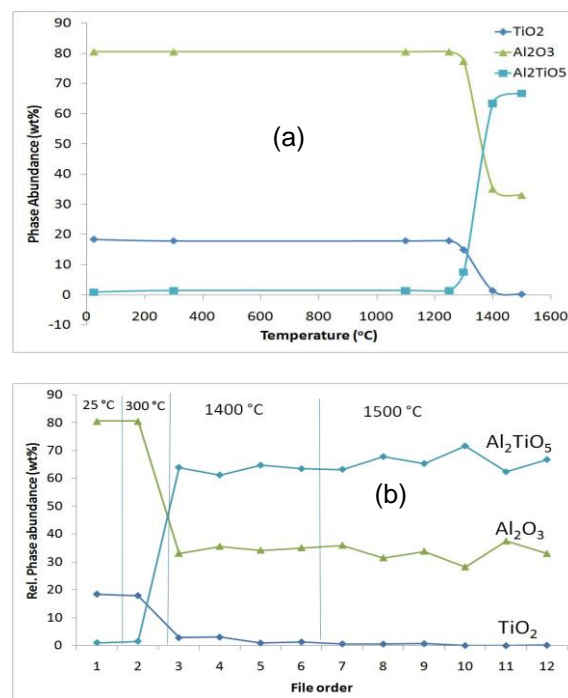 90
80
70
60
50
40
30
20
10
0
-10
Phase Abundance (wt%)
(a)
TiO2
Al2O3
Al2TiO5
0 200 400 600 800 1000 1200 1400 1600
Temperature (°C)
90
80
70
60
50
40
30
20
10
0
Rel. Phase abundance (wt%)
25 °C 300 °C 1400 °C 1500 °C
Al₂TiO₅
(b)
Al₂O₃
TiO₂
1 2 3 4 5 6 7 8 9 10 11 12
File order